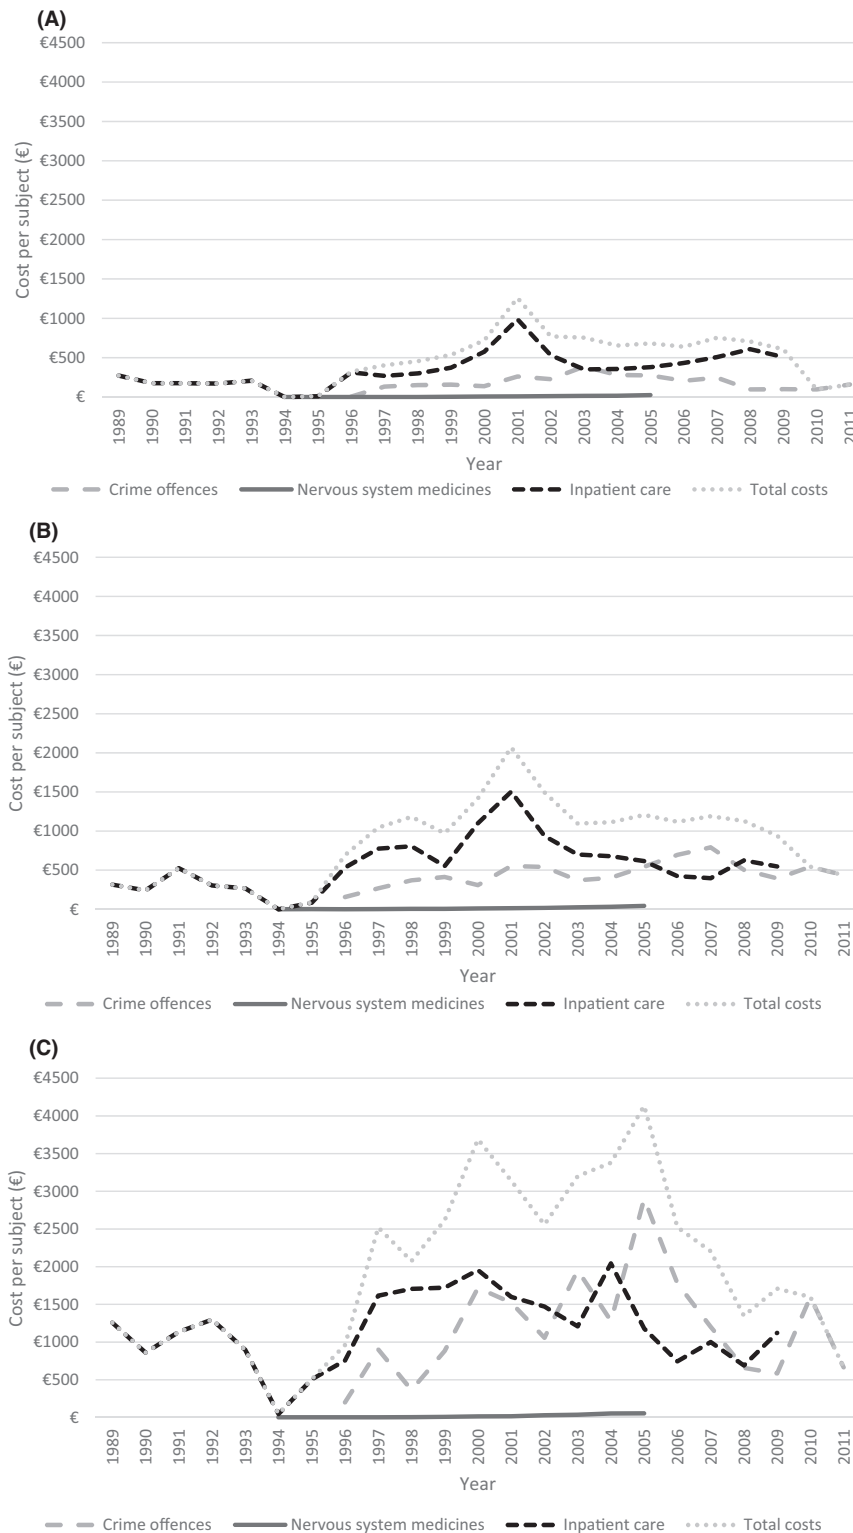 (A)
€4500
€4000
€3500
€3000
€2500
€2000
€1500
€1000
€500
€
Cost per subject (€)
1989 1990 1991 1992 1993 1994 1995 1996 1997 1998 1999 2000 2001 2002 2003 2004 2005 2006 2007 2008 2009 2010 2011
Year
Crime offences Nervous system medicines Inpatient care Total costs
(B)
€4500
€4000
€3500
€3000
€2500
€2000
€1500
€1000
€500
€
Cost per subject (€)
1989 1990 1991 1992 1993 1994 1995 1996 1997 1998 1999 2000 2001 2002 2003 2004 2005 2006 2007 2008 2009 2010 2011
Year
Crime offences Nervous system medicines Inpatient care Total costs
(C)
€4500
€4000
€3500
€3000
€2500
€2000
€1500
€1000
€500
€
Cost per subject (€)
1989 1990 1991 1992 1993 1994 1995 1996 1997 1998 1999 2000 2001 2002 2003 2004 2005 2006 2007 2008 2009 2010 2011
Year
Crime offences Nervous system medicines Inpatient care Total costs